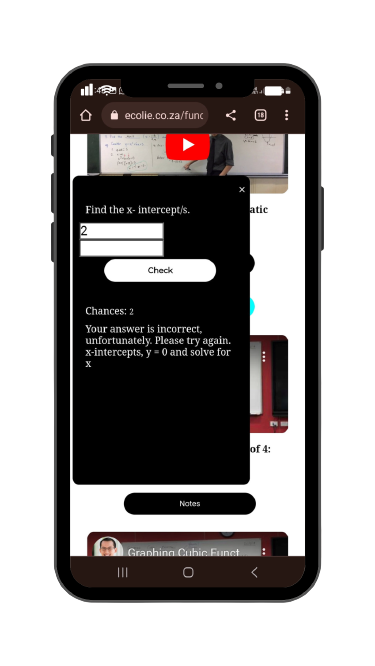 ecolie.co.za/func
18
atic
×
Find the x- intercept/s.
2
Check
Chances: 2
Your answer is incorrect,
unfortunately. Please try again.
x-intercepts, y = 0 and solve for
x
of 4:
Notes
Graphing Cubic Funct